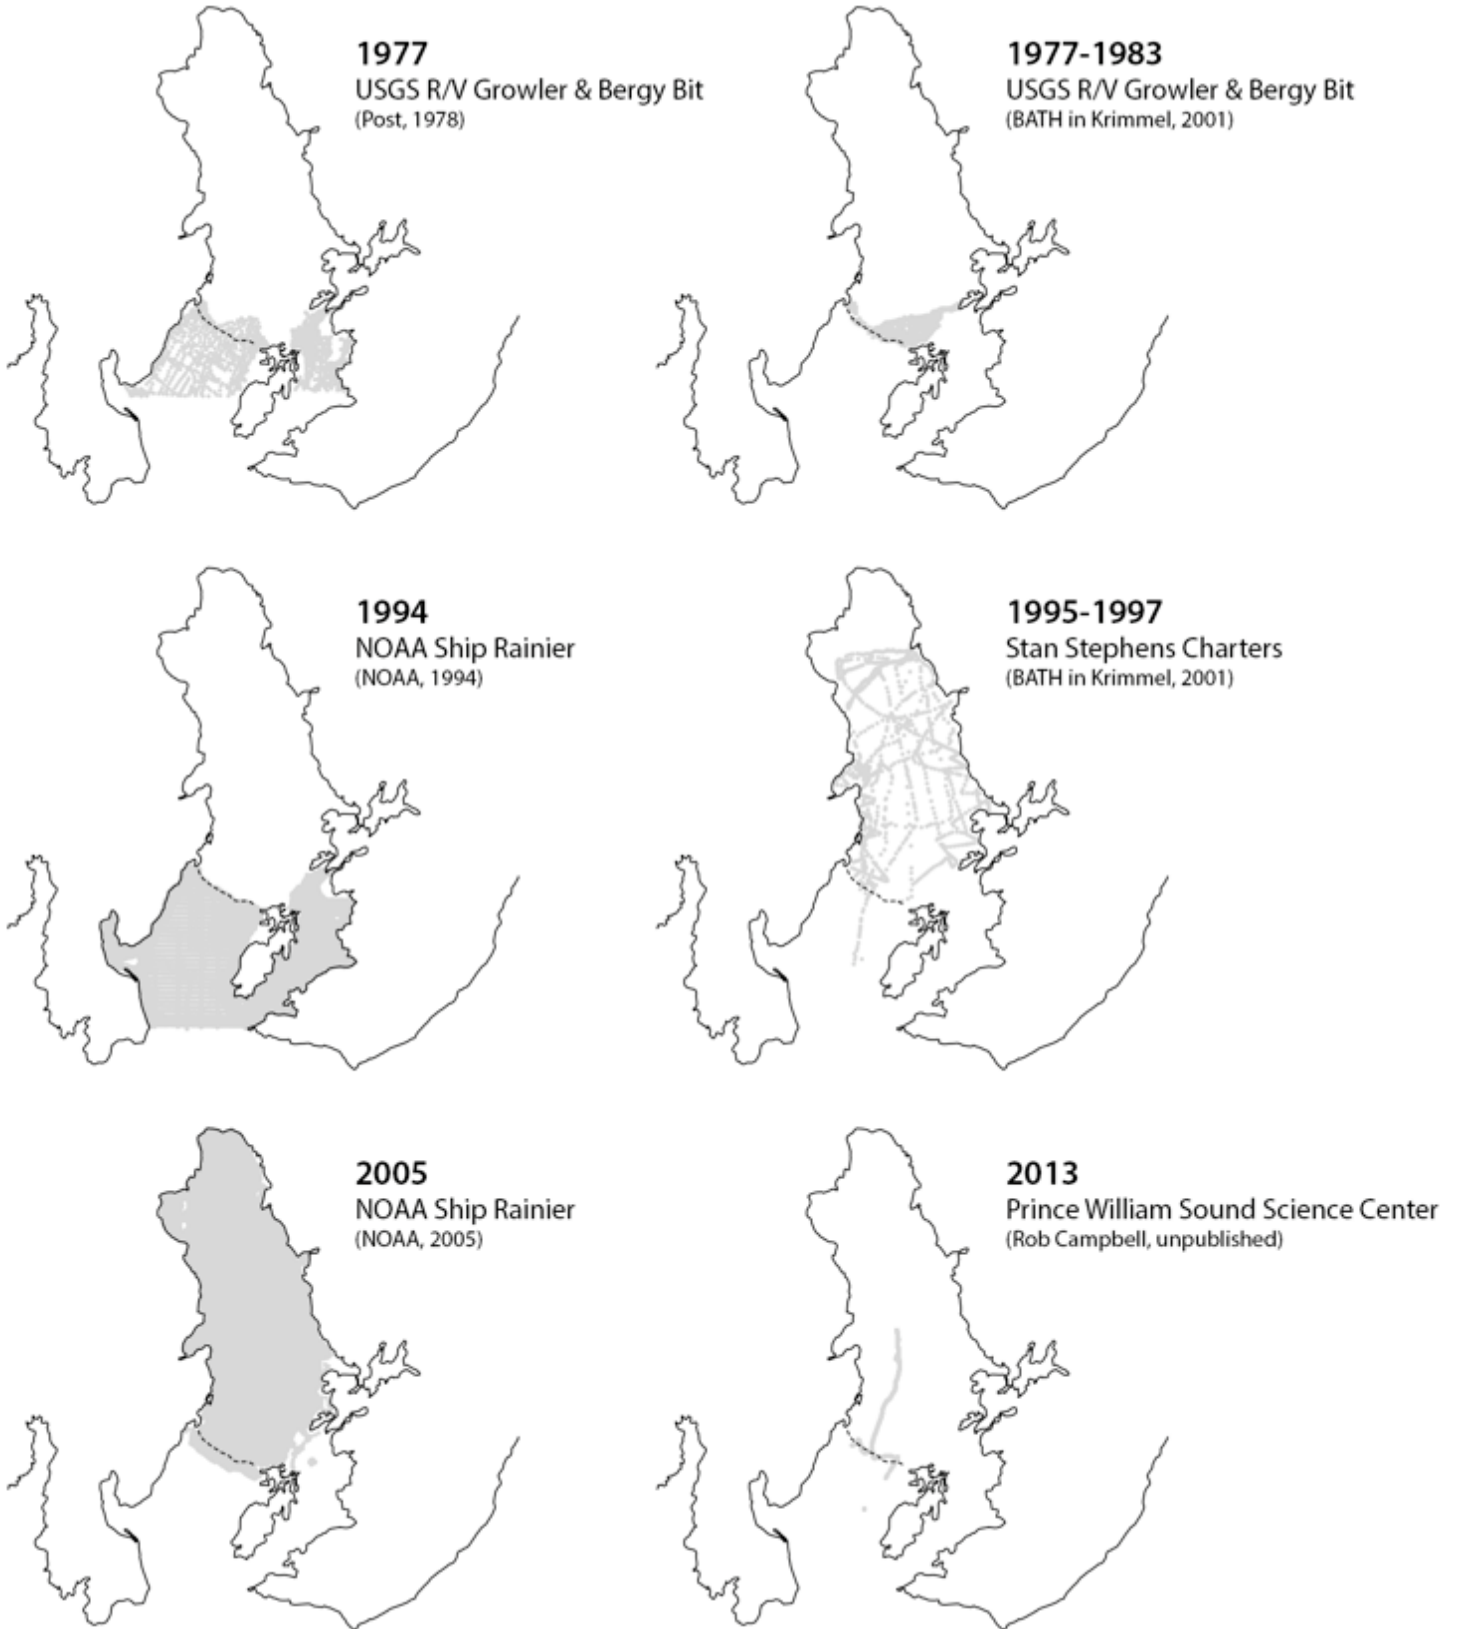 1977
USGS R/V Growler & Bergy Bit
(Post, 1978)
1977-1983
USGS R/V Growler & Bergy Bit
(BATH in Krimmel, 2001)
1994
NOAA Ship Rainier
(NOAA, 1994)
1995-1997
Stan Stephens Charters
(BATH in Krimmel, 2001)
2005
NOAA Ship Rainier
(NOAA, 2005)
2013
Prince William Sound Science Center
(Rob Campbell, unpublished)